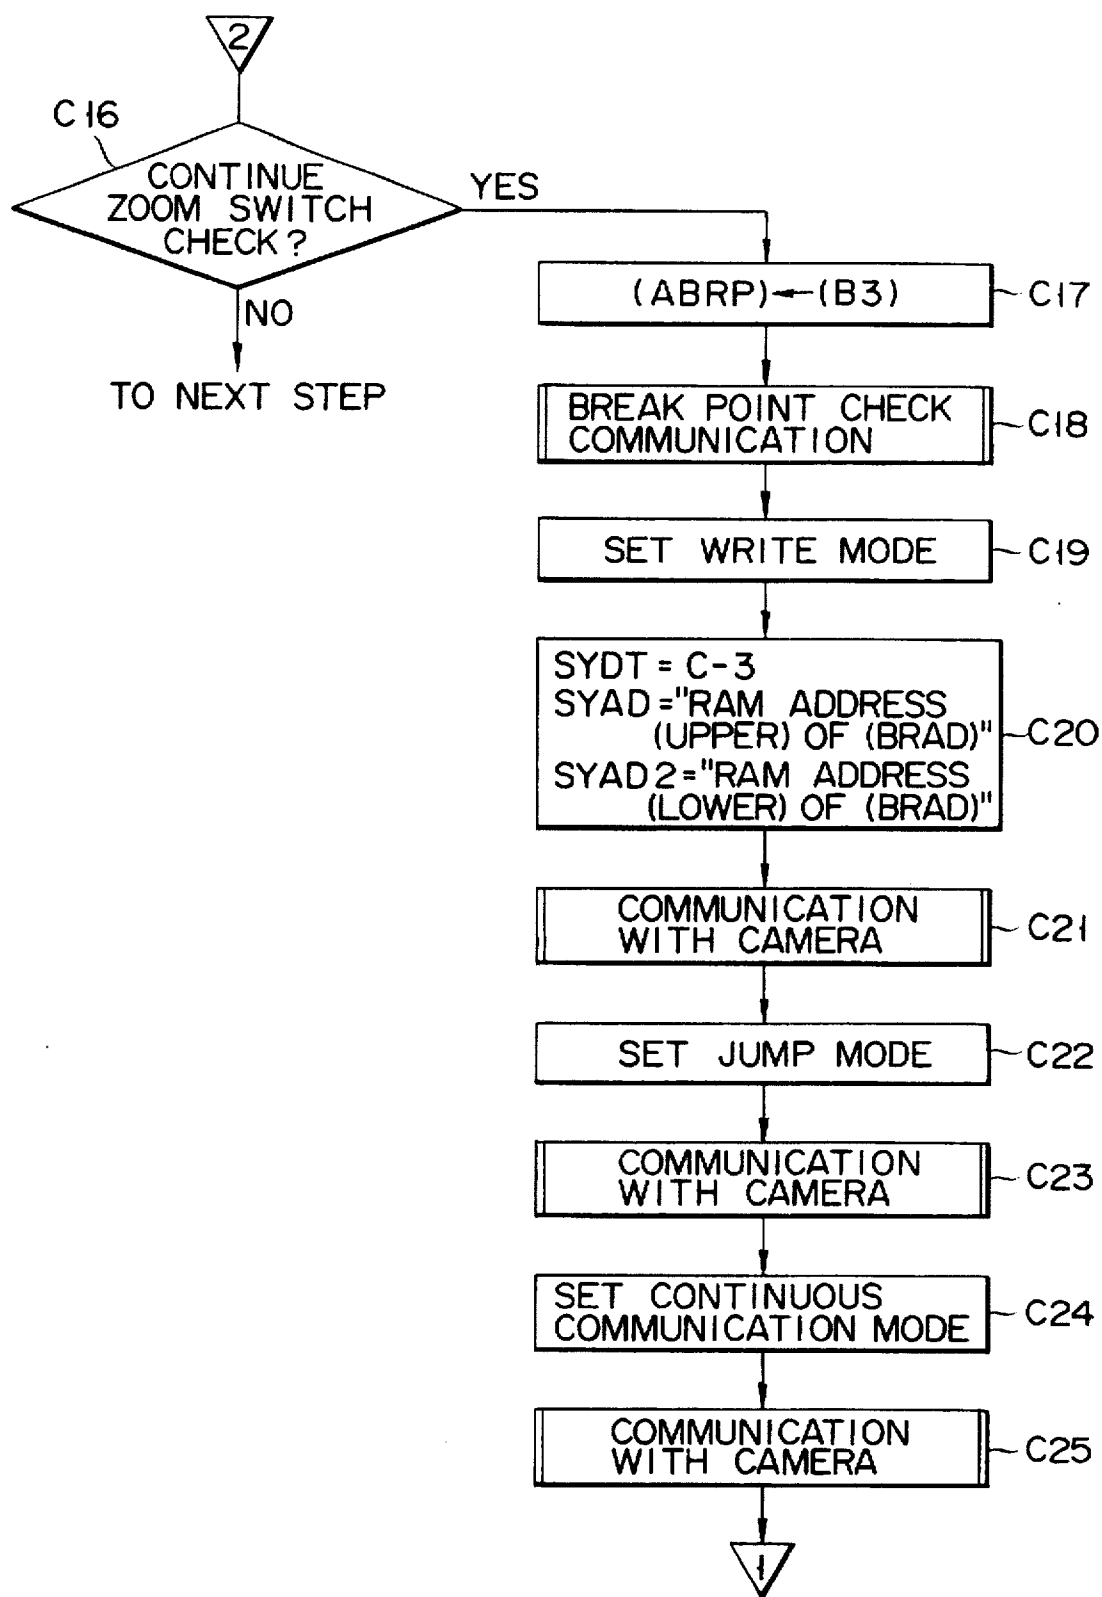 2
C16
CONTINUE
ZOOM SWITCH
CHECK?
YES
NO
TO NEXT STEP
(ABRP)←(B3)
C17
BREAK POINT CHECK
COMMUNICATION
C18
SET WRITE MODE
C19
SYDT = C-3
SYAD = "RAM ADDRESS
(UPPER) OF (BRAD)"
SYAD2 = "RAM ADDRESS
(LOWER) OF (BRAD)"
C20
COMMUNICATION
WITH CAMERA
C21
SET JUMP MODE
C22
COMMUNICATION
WITH CAMERA
C23
SET CONTINUOUS
COMMUNICATION MODE
C24
COMMUNICATION
WITH CAMERA
C25
1